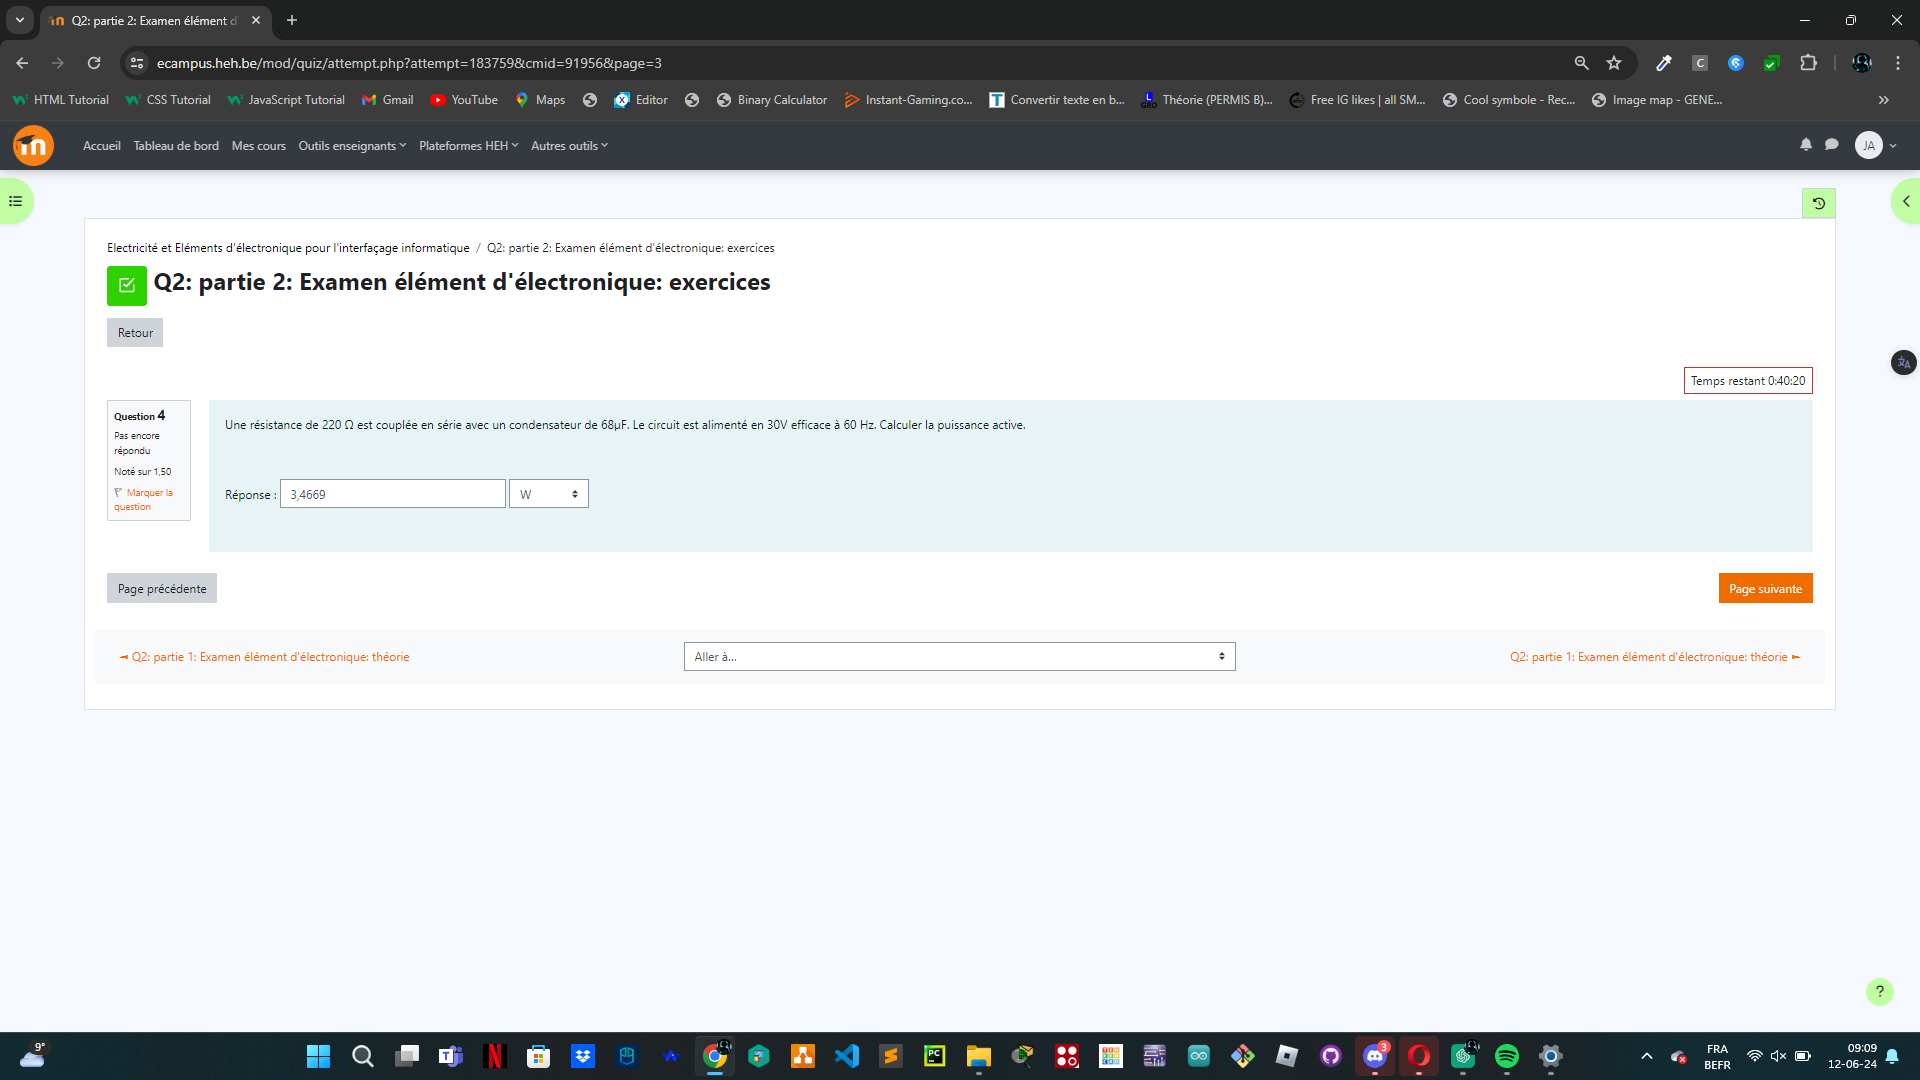 Q2: partie 2: Examen élément d'
ecampus.heh.be/mod/quiz/attempt.php?attempt=183759&cmid=91956&page=3
HTML Tutorial CSS Tutorial JavaScript Tutorial Gmail YouTube Maps Editor Binary Calculator Instant-Gaming.co... Convertir texte en b... Théorie (PERMIS B)... Free IG likes | all SM... Cool symbole - Rec... Image map - GENE...
Accueil Tableau de bord Mes cours Outils enseignants Plateformes HEH Autres outils JA
Electricité et Eléments d'électronique pour l'interfaçage informatique / Q2: partie 2: Examen élément d'électronique: exercices
Q2: partie 2: Examen élément d'électronique: exercices
Retour
Temps restant 0:40:20
Question 4
Pas encore
répondu
Noté sur 1,50
Marquer la
question
Une résistance de 220 Ω est couplée en série avec un condensateur de 68µF. Le circuit est alimenté en 30V efficace à 60 Hz. Calculer la puissance active.
Réponse : 3,4669 W
Page précédente
Page suivante
◄ Q2: partie 1: Examen élément d'électronique: théorie
Aller à...
Q2: partie 1: Examen élément d'électronique: théorie ►
?
9°
3
FRA
BEFR
09:09
12-06-24